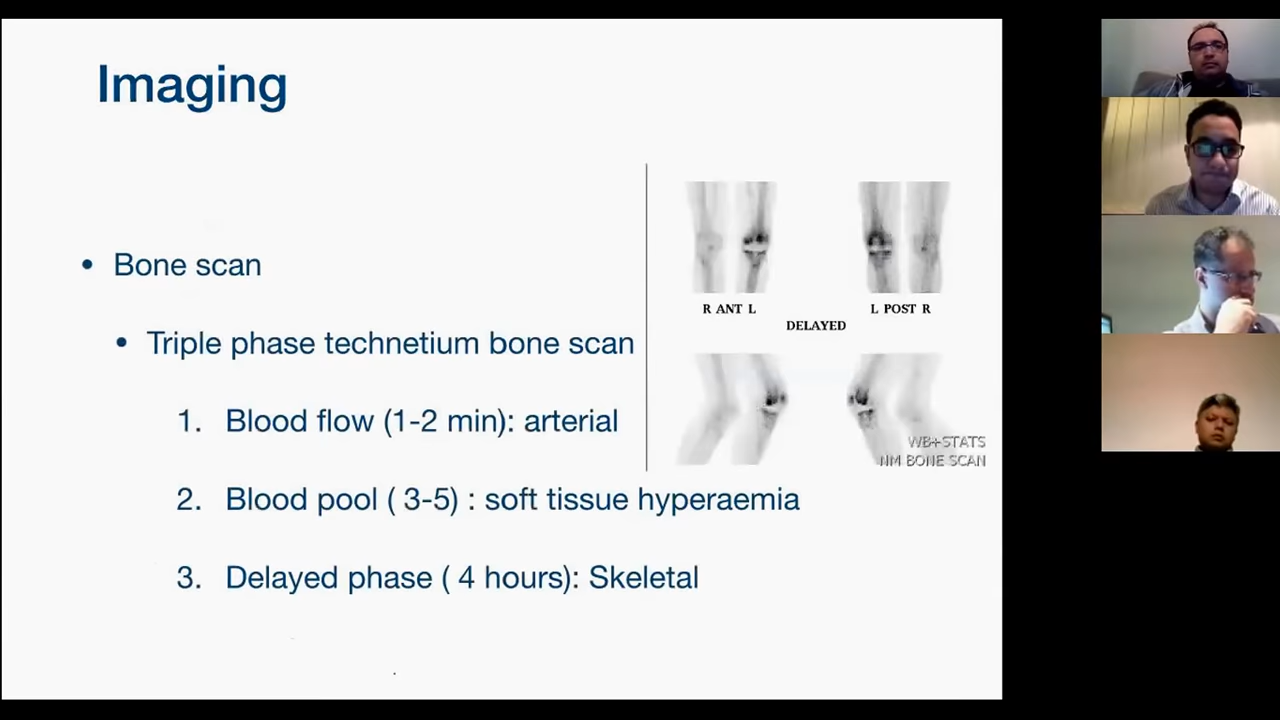 Imaging
• Bone scan
• Triple phase technetium bone scan
1. Blood flow (1-2 min): arterial
2. Blood pool ( 3-5) : soft tissue hyperaemia
3. Delayed phase ( 4 hours): Skeletal
R ANT L
L POST R
DELAYED
WB+STATS
NM BONE SCAN